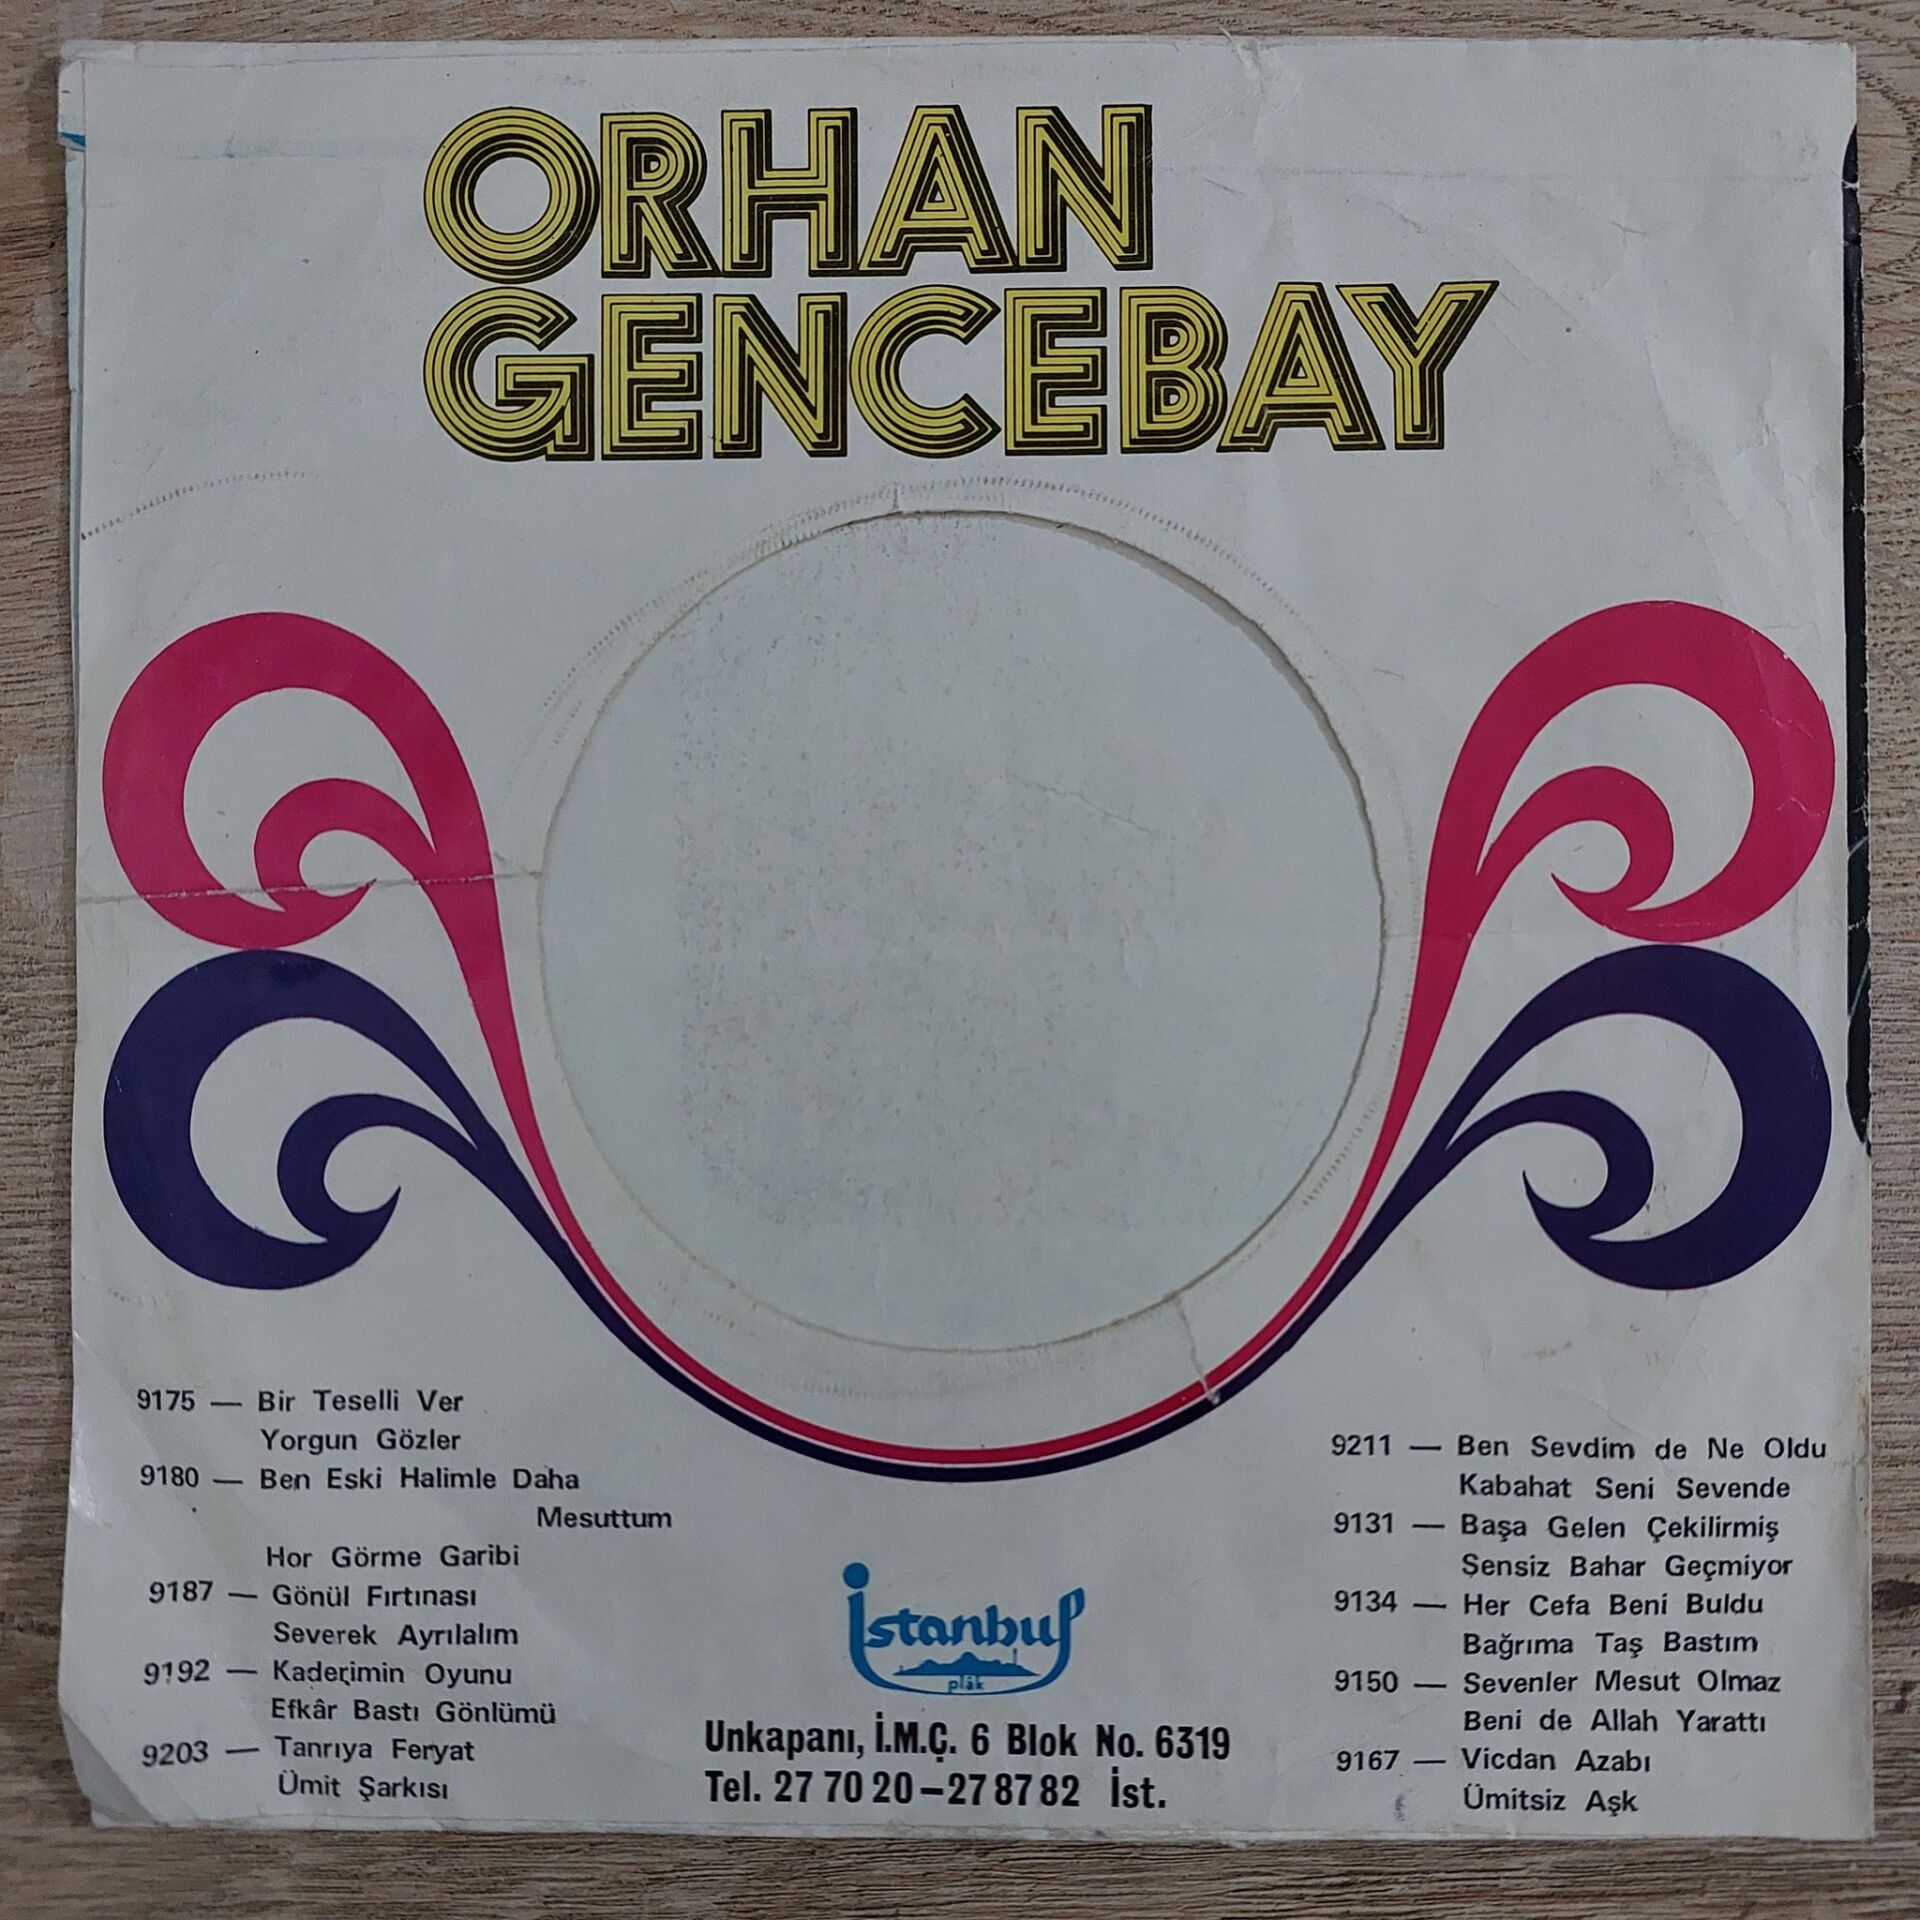 ORHAN
GENCEBAY
9175 — Bir Teselli Ver
Yorgun Gözler
9180 — Ben Eski Halimle Daha
Mesuttum
Hor Görme Garibi
9187 — Gönül Fırtınası
Severek Ayrılalım
9192 — Kaderimin Oyunu
Efkâr Bastı Gönlümü
9203 — Tanrıya Feryat
Ümit Şarkısı
istanbul
plâk
Unkapanı, İ.M.Ç. 6 Blok No. 6319
Tel. 27 70 20 – 27 87 82 İst.
9211 — Ben Sevdim de Ne Oldu
Kabahat Seni Sevende
9131 — Başa Gelen Çekilirmiş
Sensiz Bahar Geçmiyor
9134 — Her Cefa Beni Buldu
Bağrıma Taş Bastım
9150 — Sevenler Mesut Olmaz
Beni de Allah Yarattı
9167 — Vicdan Azabı
Ümitsiz Aşk